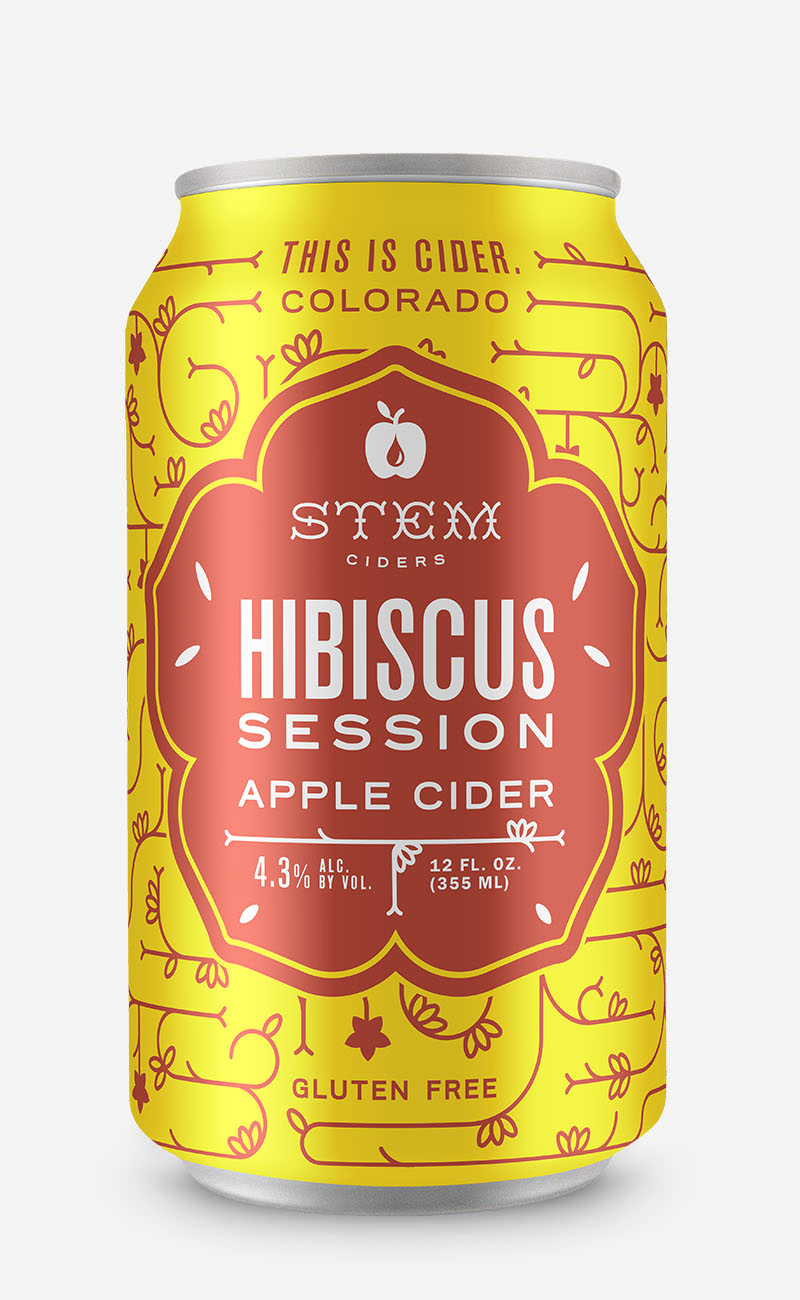 THIS IS CIDER.
COLORADO
STEM
CIDERS
HIBISCUS
SESSION
APPLE CIDER
4.3% ALC. BY VOL.
12 FL. OZ. (355 ML)
GLUTEN FREE